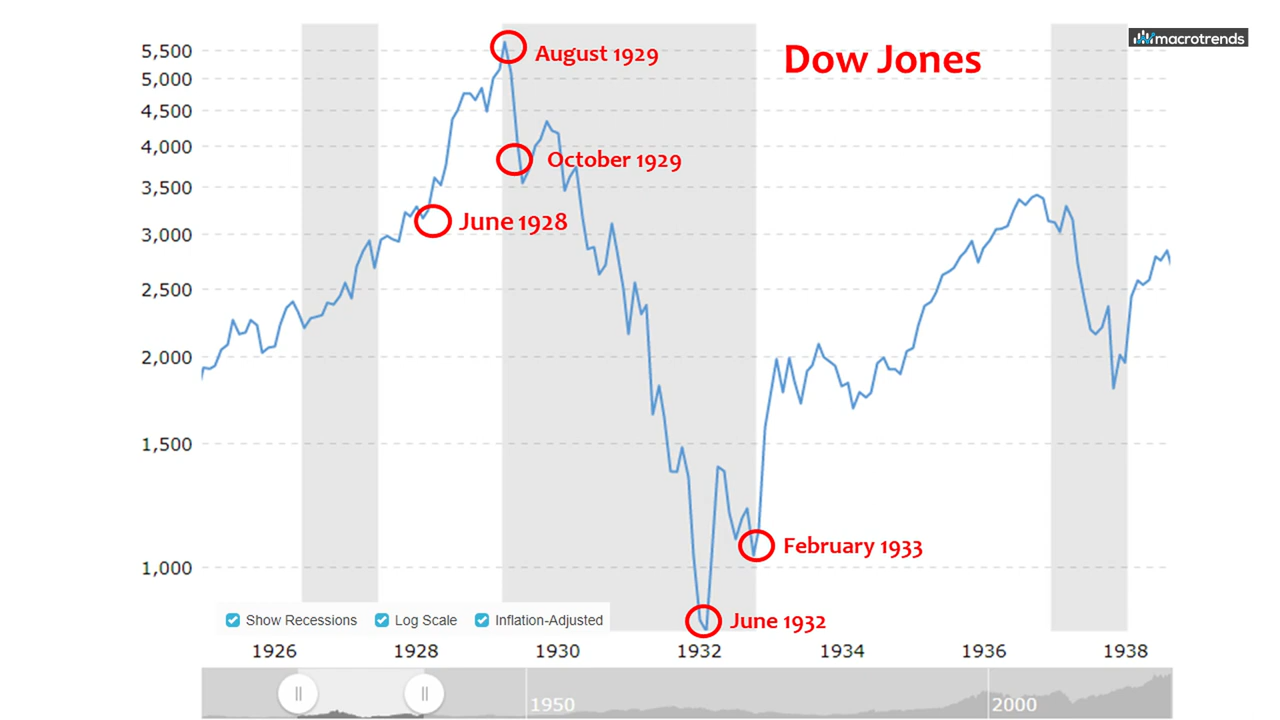 macrotrends
Dow Jones
5,500
5,000
4,500
4,000
3,500
3,000
2,500
2,000
1,500
1,000
August 1929
October 1929
June 1928
February 1933
June 1932
Show Recessions
Log Scale
Inflation-Adjusted
1926
1928
1930
1932
1934
1936
1938
1950
2000